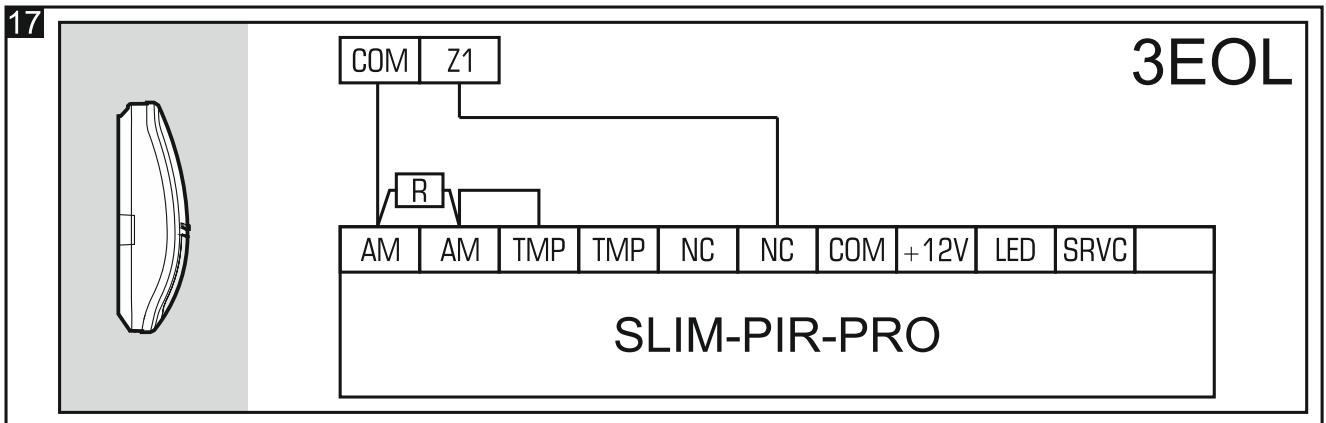 17
3EOL
COM Z1
R
AM AM TMP TMP NC NC COM +12V LED SRVC
SLIM-PIR-PRO